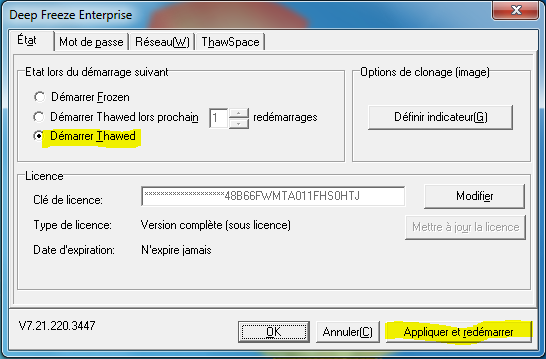 Deep Freeze Enterprise
État Mot de passe Réseau(W) ThawSpace
Etat lors du démarrage suivant
Démarrer Frozen
Démarrer Thawed lors prochain 1 redémarrages
Démarrer Thawed
Options de clonage (image)
Définir indicateur(G)
Licence
Clé de licence: ********************48B66FWMTA011FHS0HTJ Modifier
Type de licence: Version complète (sous licence) Mettre à jour la licence
Date d'expiration: N'expire jamais
V7.21.220.3447 OK Annuler(C) Appliquer et redémarrer